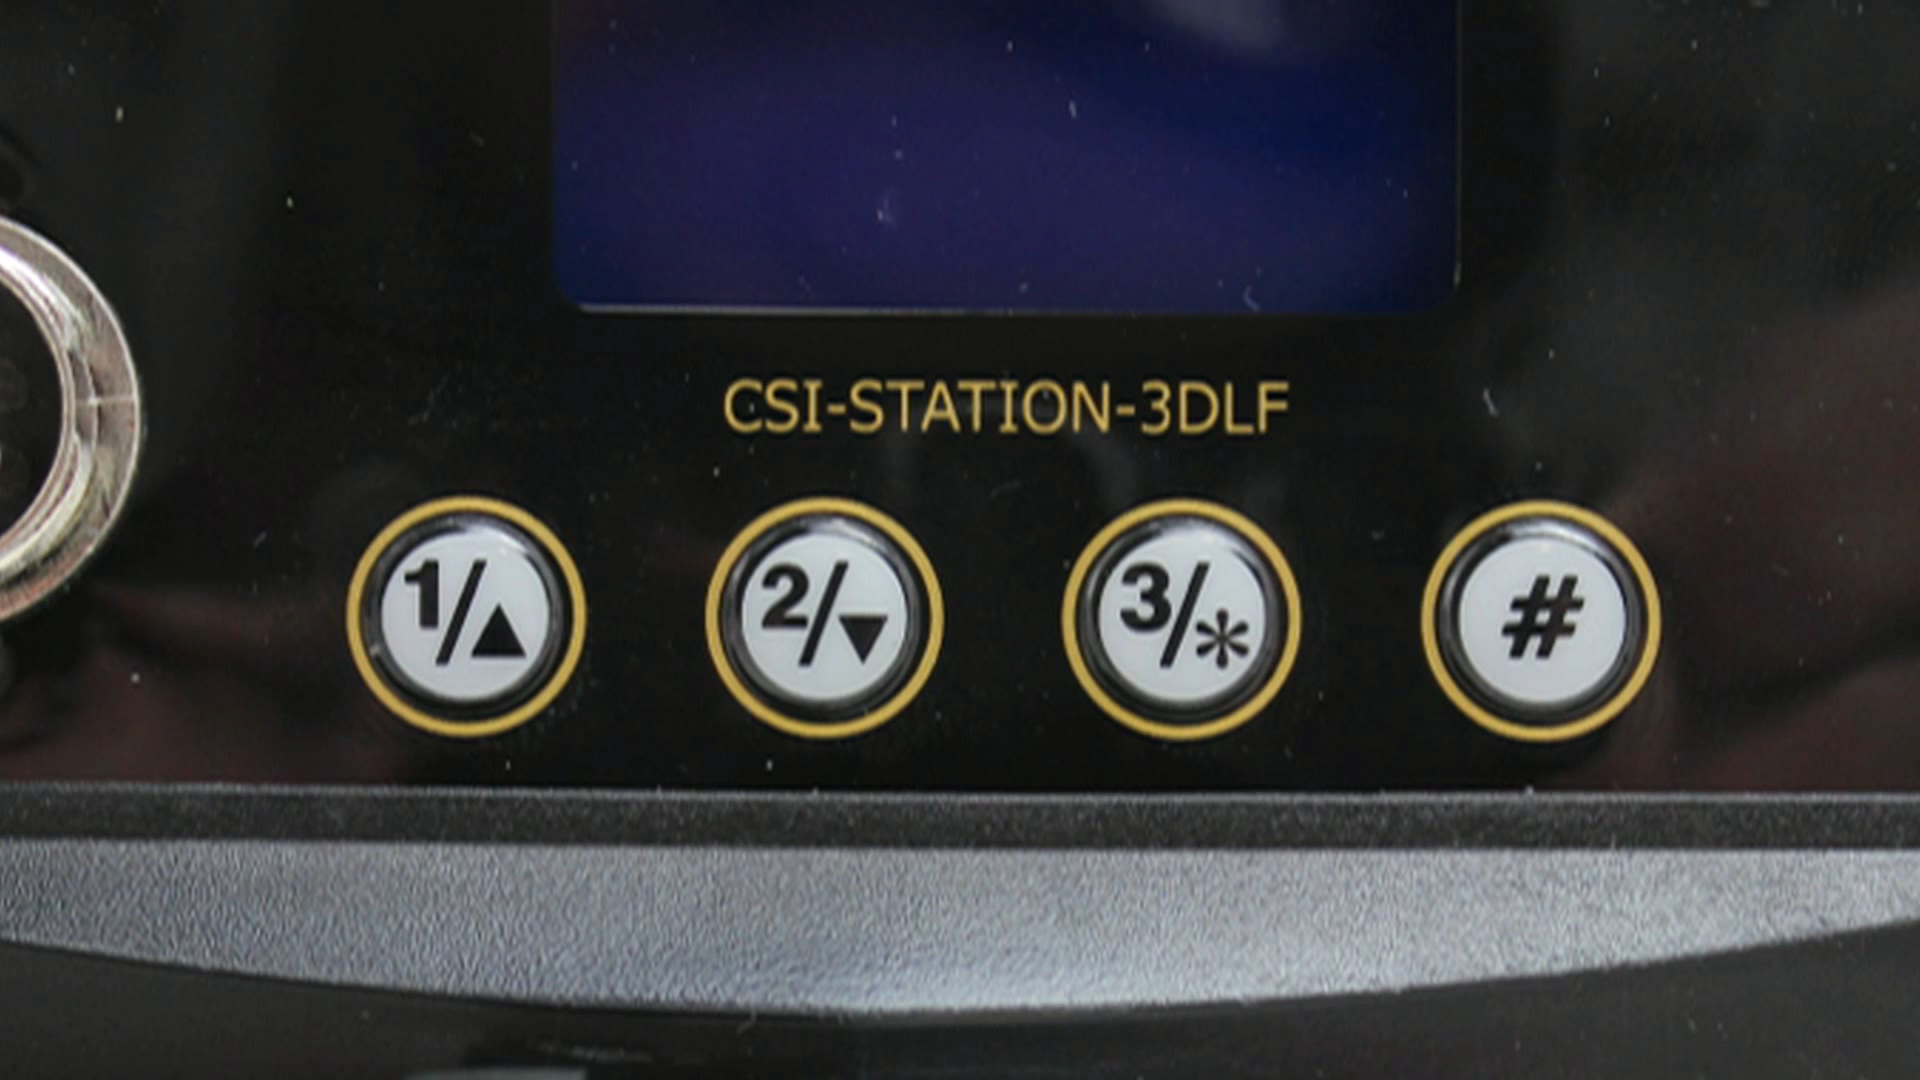 CSI-STATION-3DLF
1/▲ 2/▼ 3/* #